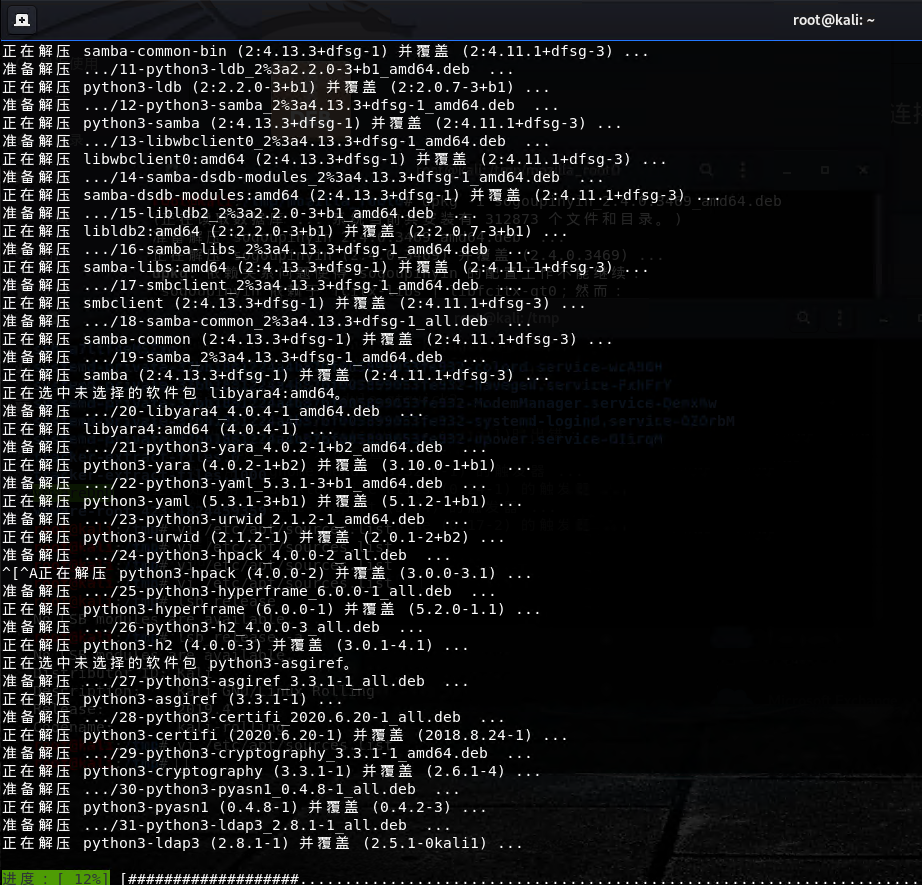 root@kali: ~
正在解压 samba-common-bin (2:4.13.3+dfsg-1) 并覆盖 (2:4.11.1+dfsg-3) ...
准备解压 .../11-python3-ldb_2%3a2.2.0-3+b1_amd64.deb ...
正在解压 python3-ldb (2:2.2.0-3+b1) 并覆盖 (2:2.0.7-3+b1) ...
准备解压 .../12-python3-samba_2%3a4.13.3+dfsg-1_amd64.deb ...
正在解压 python3-samba (2:4.13.3+dfsg-1) 并覆盖 (2:4.11.1+dfsg-3) ...
准备解压 .../13-libwbclient0_2%3a4.13.3+dfsg-1_amd64.deb ...
正在解压 libwbclient0:amd64 (2:4.13.3+dfsg-1) 并覆盖 (2:4.11.1+dfsg-3) ...
准备解压 .../14-samba-dsdb-modules_2%3a4.13.3+dfsg-1_amd64.deb ...
正在解压 samba-dsdb-modules:amd64 (2:4.13.3+dfsg-1) 并覆盖 (2:4.11.1+dfsg-3) ...
准备解压 .../15-libldb2_2%3a2.2.0-3+b1_amd64.deb ...
正在解压 libldb2:amd64 (2:2.2.0-3+b1) 并覆盖 (2:2.0.7-3+b1) ...
准备解压 .../16-samba-libs_2%3a4.13.3+dfsg-1_amd64.deb ...
正在解压 samba-libs:amd64 (2:4.13.3+dfsg-1) 并覆盖 (2:4.11.1+dfsg-3) ...
准备解压 .../17-smbclient_2%3a4.13.3+dfsg-1_amd64.deb ...
正在解压 smbclient (2:4.13.3+dfsg-1) 并覆盖 (2:4.11.1+dfsg-3) ...
准备解压 .../18-samba-common_2%3a4.13.3+dfsg-1_all.deb ...
正在解压 samba-common (2:4.13.3+dfsg-1) 并覆盖 (2:4.11.1+dfsg-3) ...
准备解压 .../19-samba_2%3a4.13.3+dfsg-1_amd64.deb ...
正在解压 samba (2:4.13.3+dfsg-1) 并覆盖 (2:4.11.1+dfsg-3) ...
正在选中未选择的软件包 libyara4:amd64。
准备解压 .../20-libyara4_4.0.4-1_amd64.deb ...
正在解压 libyara4:amd64 (4.0.4-1) ...
准备解压 .../21-python3-yara_4.0.2-1+b2_amd64.deb ...
正在解压 python3-yara (4.0.2-1+b2) 并覆盖 (3.10.0-1+b1) ...
准备解压 .../22-python3-yaml_5.3.1-3+b1_amd64.deb ...
正在解压 python3-yaml (5.3.1-3+b1) 并覆盖 (5.1.2-1+b1) ...
准备解压 .../23-python3-urwid_2.1.2-1_amd64.deb ...
正在解压 python3-urwid (2.1.2-1) 并覆盖 (2.0.1-2+b2) ...
准备解压 .../24-python3-hpack_4.0.0-2_all.deb ...
^[^A正在解压 python3-hpack (4.0.0-2) 并覆盖 (3.0.0-3.1) ...
准备解压 .../25-python3-hyperframe_6.0.0-1_all.deb ...
正在解压 python3-hyperframe (6.0.0-1) 并覆盖 (5.2.0-1.1) ...
准备解压 .../26-python3-h2_4.0.0-3_all.deb ...
正在解压 python3-h2 (4.0.0-3) 并覆盖 (3.0.1-4.1) ...
正在选中未选择的软件包 python3-asgiref。
准备解压 .../27-python3-asgiref_3.3.1-1_all.deb ...
正在解压 python3-asgiref (3.3.1-1) ...
准备解压 .../28-python3-certifi_2020.6.20-1_all.deb ...
正在解压 python3-certifi (2020.6.20-1) 并覆盖 (2018.8.24-1) ...
准备解压 .../29-python3-cryptography_3.3.1-1_amd64.deb ...
正在解压 python3-cryptography (3.3.1-1) 并覆盖 (2.6.1-4) ...
准备解压 .../30-python3-pyasn1_0.4.8-1_all.deb ...
正在解压 python3-pyasn1 (0.4.8-1) 并覆盖 (0.4.2-3) ...
准备解压 .../31-python3-ldap3_2.8.1-1_all.deb ...
正在解压 python3-ldap3 (2.8.1-1) 并覆盖 (2.5.1-0kali1) ...
进度：[ 12%] [###################.....................................................................